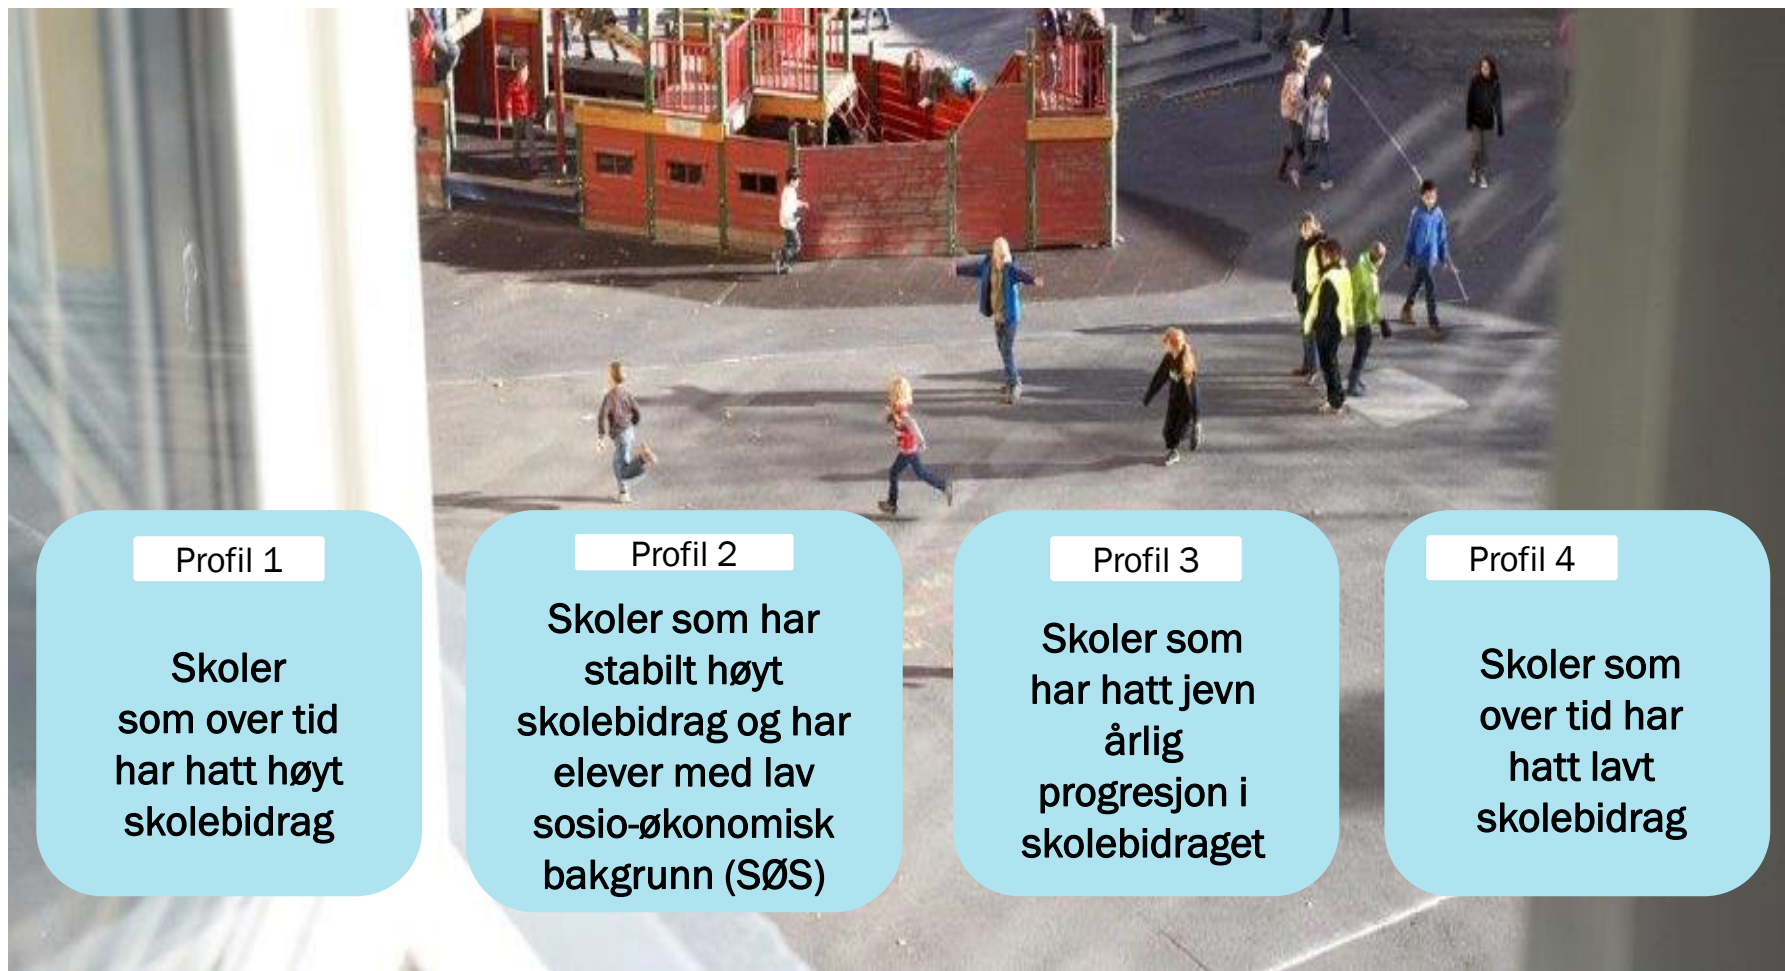 Profil 1
Skoler
som over tid
har hatt høyt
skolebidrag
Profil 2
Skoler som har
stabilt høyt
skolebidrag og har
elever med lav
sosio-økonomisk
bakgrunn (SØS)
Profil 3
Skoler som
har hatt jevn
årlig
progresjon i
skolebidraget
Profil 4
Skoler som
over tid har
hatt lavt
skolebidrag